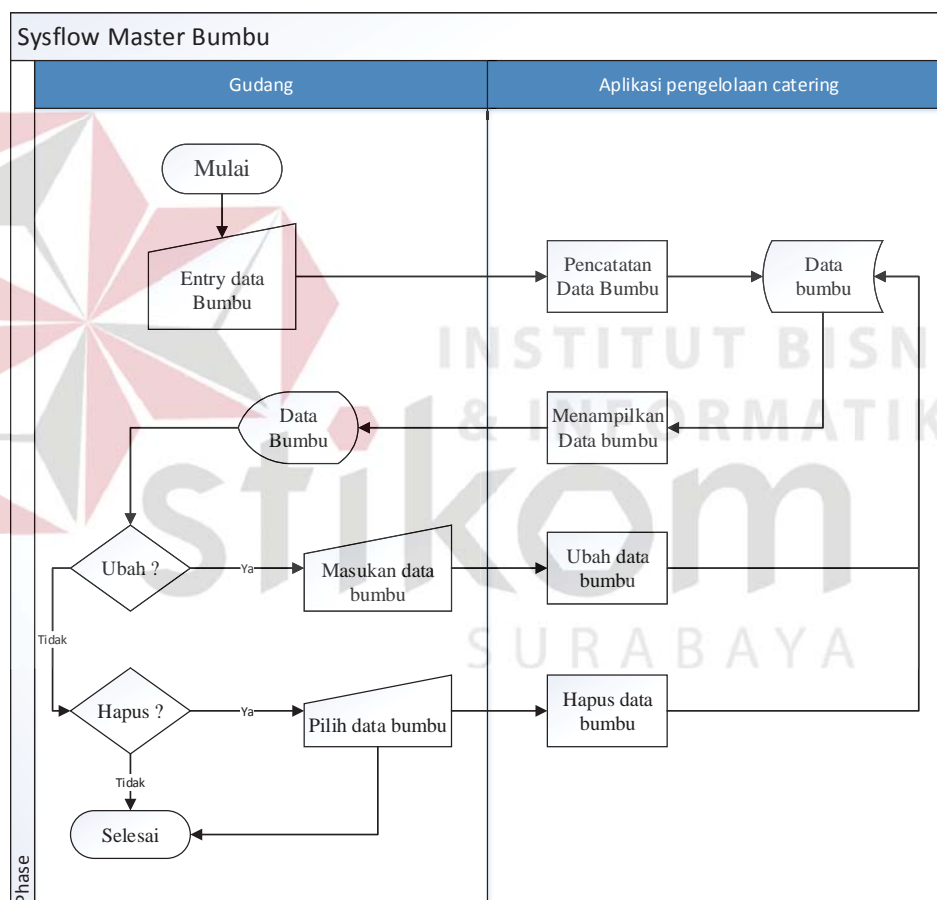 Sysflow Master Bumbu
Gudang
Aplikasi pengelolaan catering
Mulai
Entry data
Bumbu
Pencatatan
Data Bumbu
Data
bumbu
INSTITUT BISN
Data
Bumbu
Menampilkan
Data bumbu
& INFORMATIK
stikom
Ubah ?
Ya
Masukan data
bumbu
Ubah data
bumbu
Tidak
SURABAYA
Hapus ?
Ya
Pilih data bumbu
Hapus data
bumbu
Tidak
Selesai
Phase